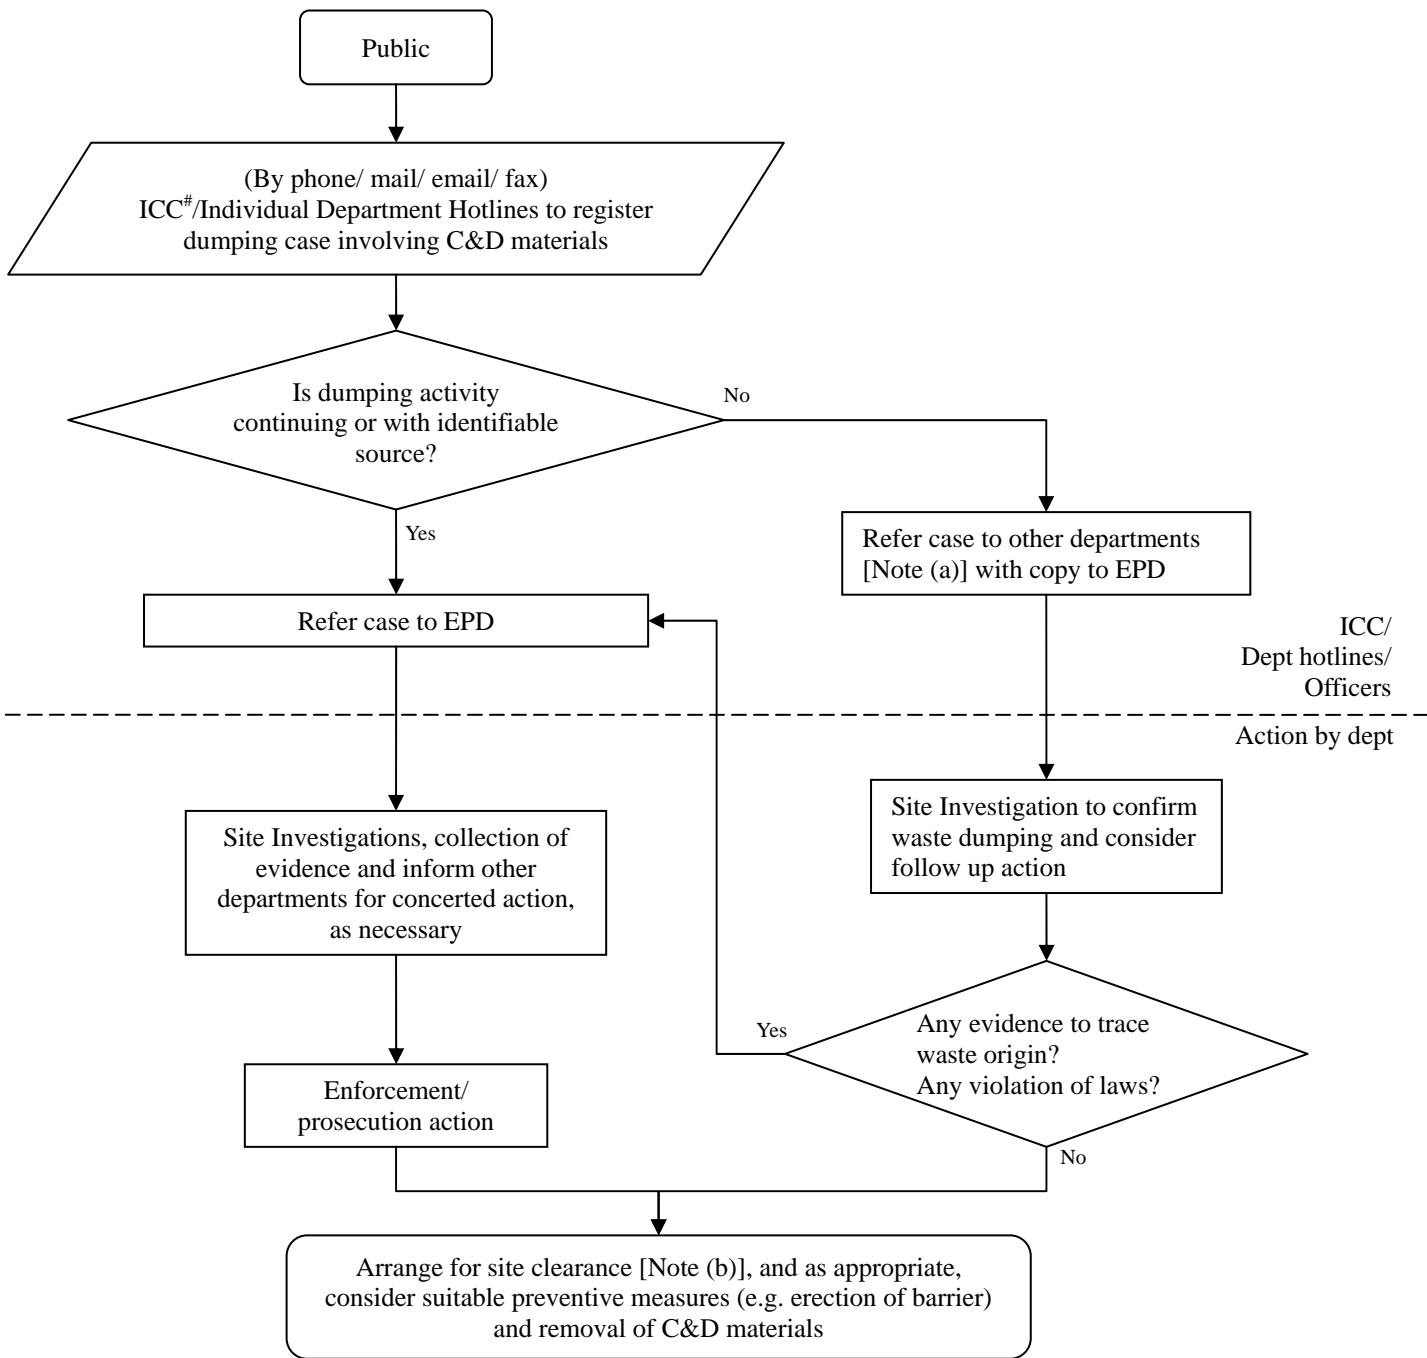 Public
(By phone/ mail/ email/ fax)
ICC#/Individual Department Hotlines to register
dumping case involving C&D materials
Is dumping activity
continuing or with identifiable
source?
No
Yes
Refer case to other departments
[Note (a)] with copy to EPD
Refer case to EPD
ICC/
Dept hotlines/
Officers
Action by dept
Site Investigations, collection of
evidence and inform other
departments for concerted action,
as necessary
Site Investigation to confirm
waste dumping and consider
follow up action
Any evidence to trace
waste origin?
Any violation of laws?
Yes
No
Enforcement/
prosecution action
Arrange for site clearance [Note (b)], and as appropriate,
consider suitable preventive measures (e.g. erection of barrier)
and removal of C&D materials